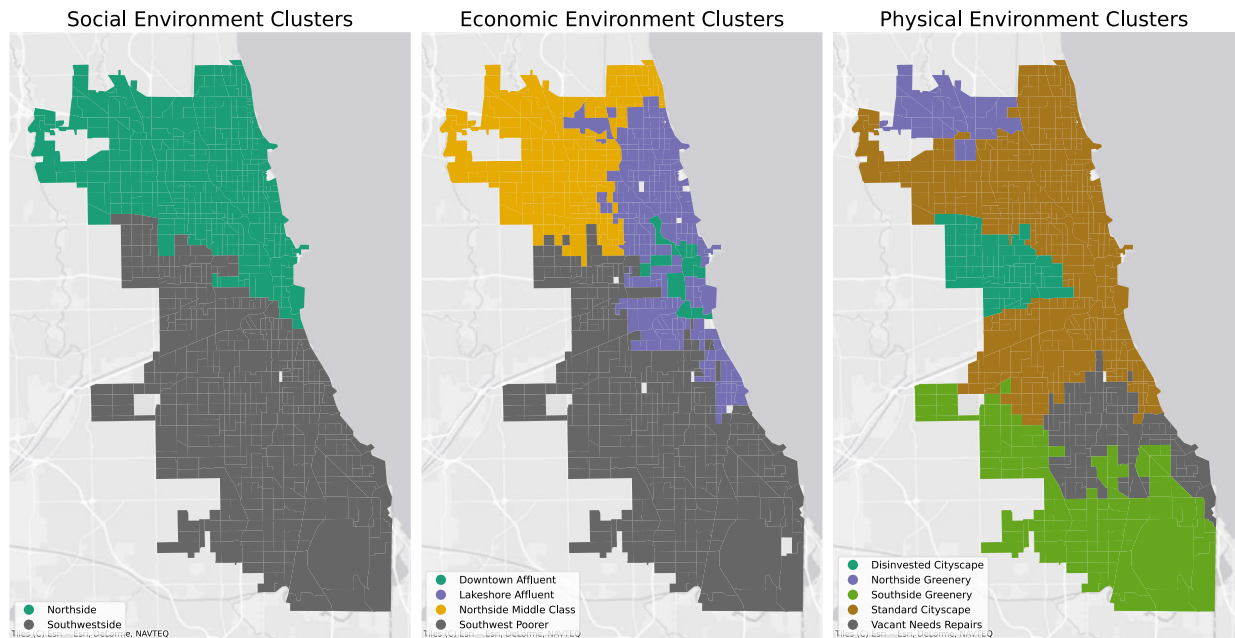 Social Environment Clusters
Northside
Southwestside
Economic Environment Clusters
Downtown Affluent
Lakeshore Affluent
Northside Middle Class
Southwest Poorer
Physical Environment Clusters
Disinvested Cityscape
Northside Greenery
Southside Greenery
Standard Cityscape
Vacant Needs Repairs